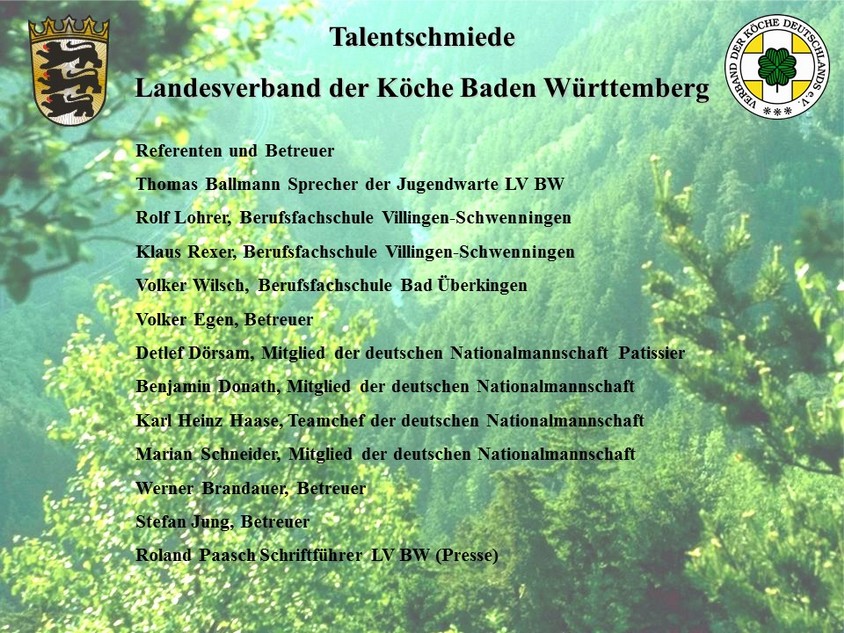 Talentschmiede
Landesverband der Köche Baden Württemberg
VERBAND DER KÖCHE DEUTSCHLANDS e.V.
Referenten und Betreuer
Thomas Ballmann Sprecher der Jugendwarte LV BW
Rolf Lohrer, Berufsfachschule Villingen-Schwenningen
Klaus Rexer, Berufsfachschule Villingen-Schwenningen
Volker Wilsch, Berufsfachschule Bad Überkingen
Volker Egen, Betreuer
Detlef Dörsam, Mitglied der deutschen Nationalmannschaft Patissier
Benjamin Donath, Mitglied der deutschen Nationalmannschaft
Karl Heinz Haase, Teamchef der deutschen Nationalmannschaft
Marian Schneider, Mitglied der deutschen Nationalmannschaft
Werner Brandauer, Betreuer
Stefan Jung, Betreuer
Roland Paasch Schriftführer LV BW (Presse)